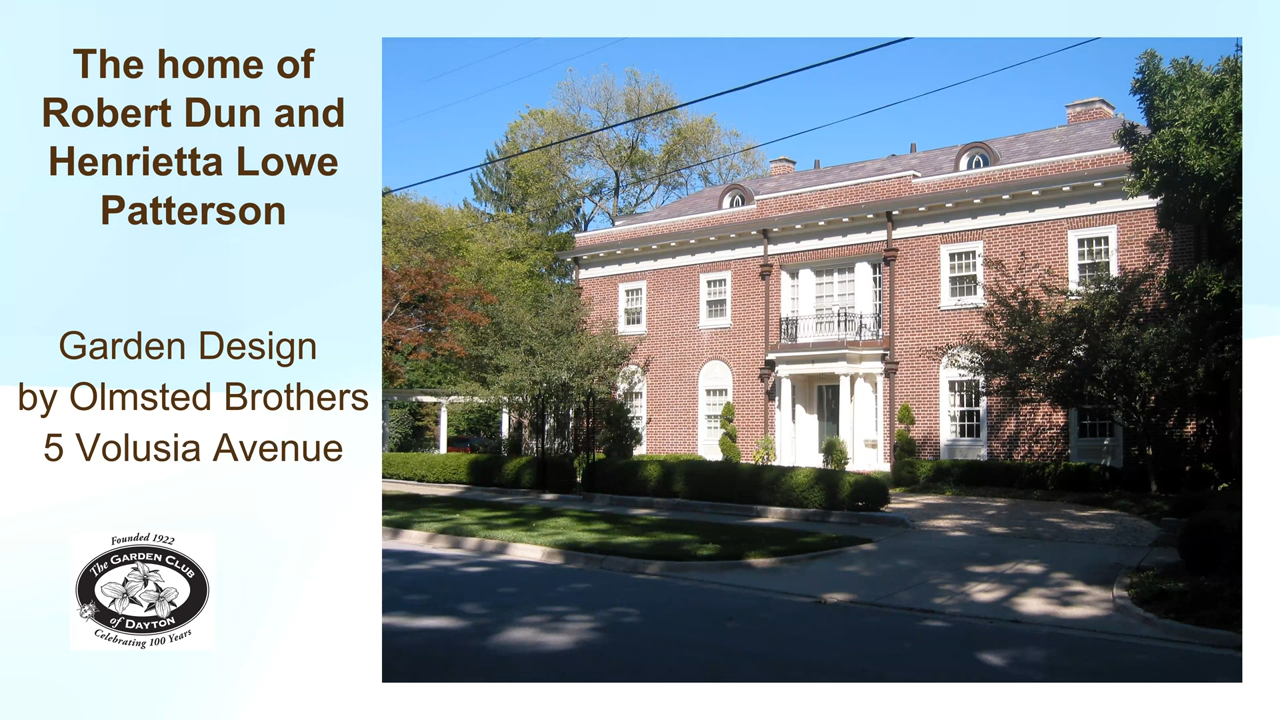 The home of
Robert Dun and
Henrietta Lowe
Patterson
Garden Design
by Olmsted Brothers
5 Volusia Avenue
Founded 1922
The GARDEN CLUB
of DAYTON
Celebrating 100 Years